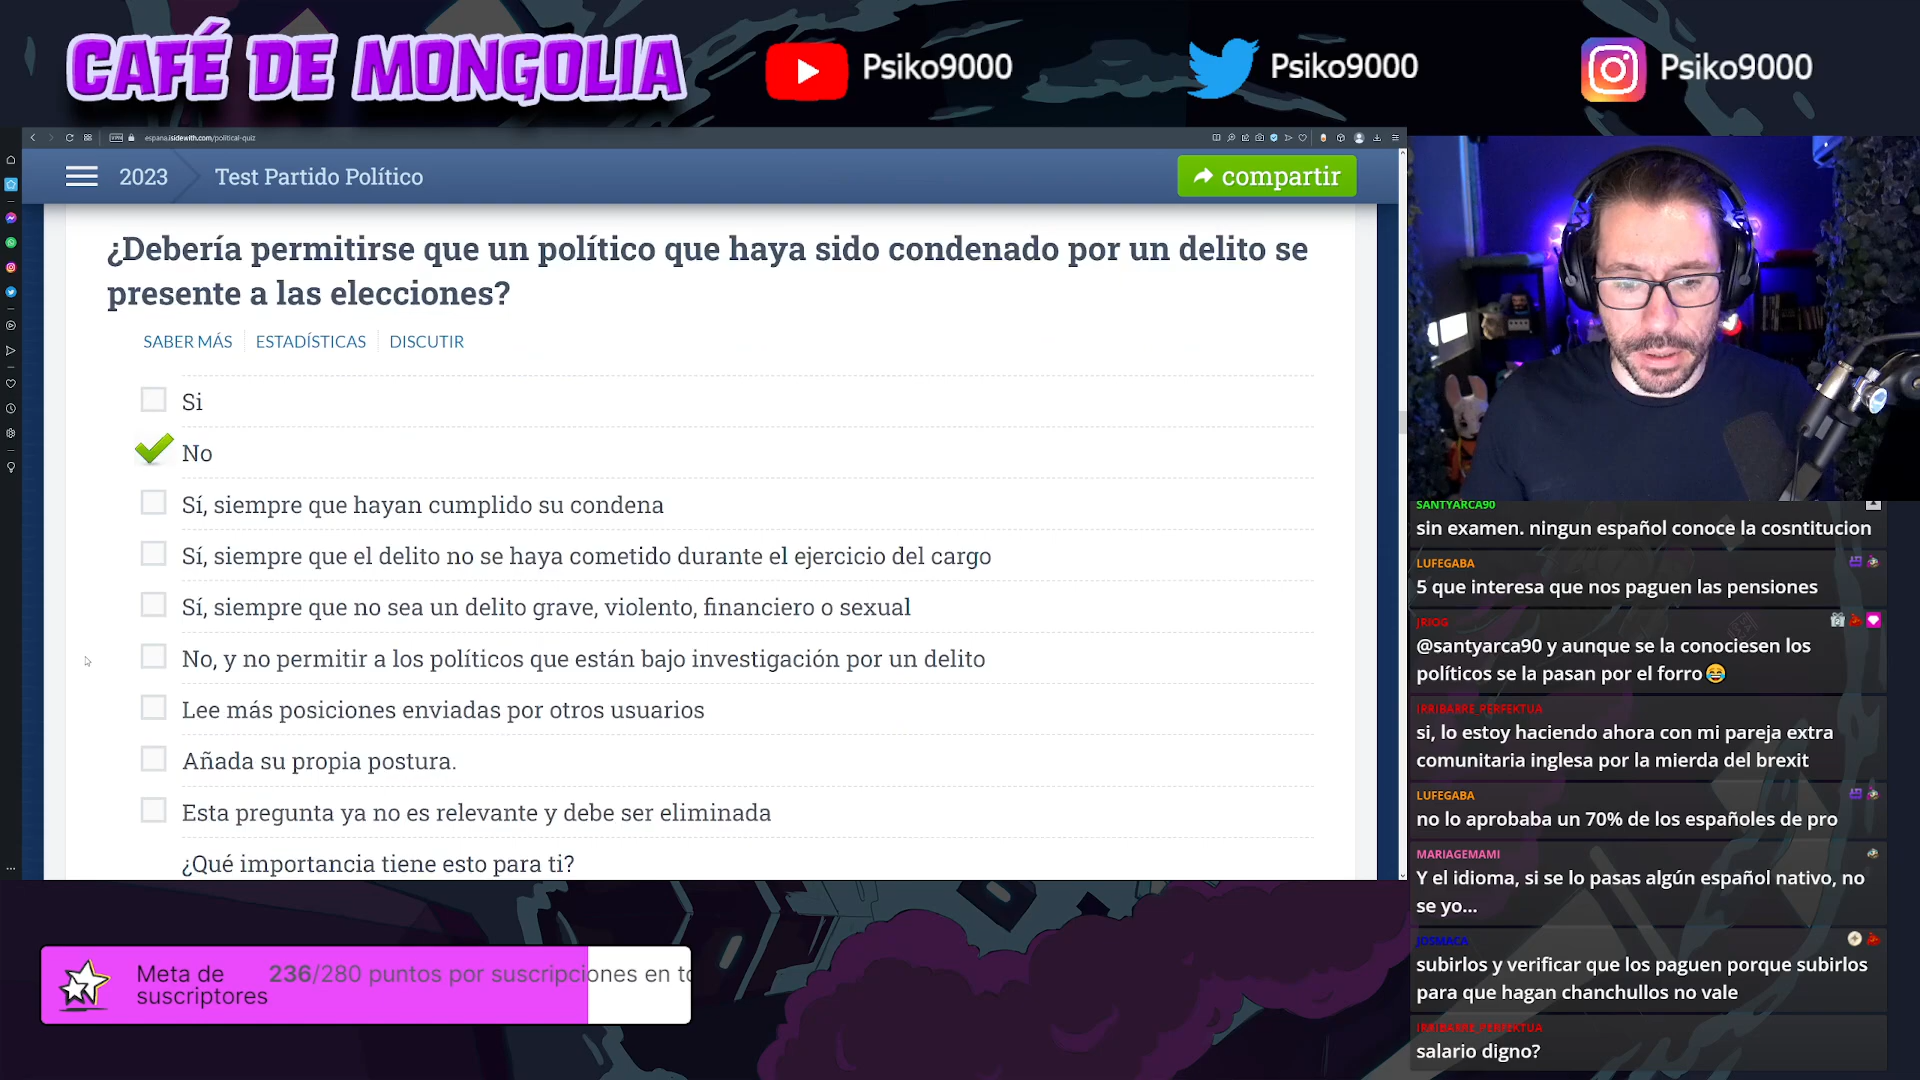 CAFÉ DE MONGOLIA
Psiko9000
Psiko9000
Psiko9000
VPN
espana.isidewith.com/political-quiz
2023
Test Partido Político
compartir
¿Debería permitirse que un político que haya sido condenado por un delito se
presente a las elecciones?
SABER MÁS
ESTADÍSTICAS
DISCUTIR
Si
No
Sí, siempre que hayan cumplido su condena
Sí, siempre que el delito no se haya cometido durante el ejercicio del cargo
Sí, siempre que no sea un delito grave, violento, financiero o sexual
No, y no permitir a los políticos que están bajo investigación por un delito
Lee más posiciones enviadas por otros usuarios
Añada su propia postura.
Esta pregunta ya no es relevante y debe ser eliminada
¿Qué importancia tiene esto para ti?
Meta de
suscriptores
236/280 puntos por suscripciones en to
SANTYARCA90
sin examen. ningun español conoce la cosntitucion
LUFEGABA
5 que interesa que nos paguen las pensiones
JRIOG
@santyarca90 y aunque se la conociesen los
políticos se la pasan por el forro😂
IRRIBARRE_PERFEKTUA
si, lo estoy haciendo ahora con mi pareja extra
comunitaria inglesa por la mierda del brexit
LUFEGABA
no lo aprobaba un 70% de los españoles de pro
MARIAGEMAMI
Y el idioma, si se lo pasas algún español nativo, no
se yo...
JOSMACA
subirlos y verificar que los paguen porque subirlos
para que hagan chanchullos no vale
IRRIBARRE_PERFEKTUA
salario digno?